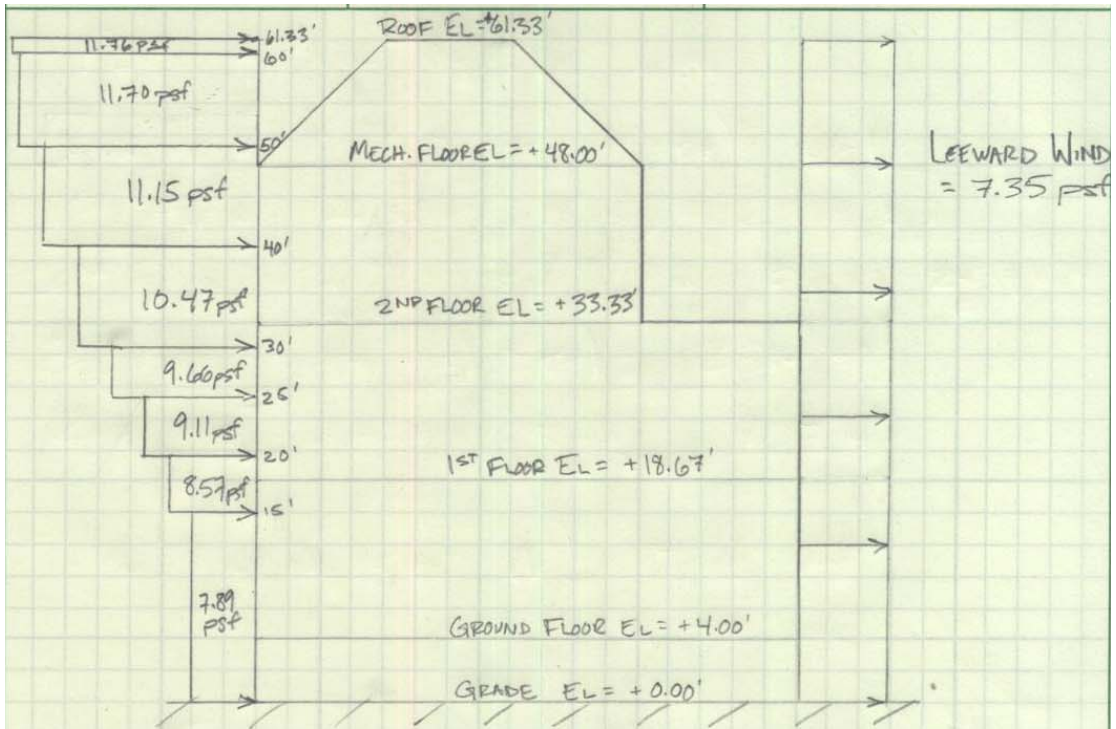 ROOF EL=+61.33'
61.33'
11.76 psf
60'
11.70 psf
50'
MECH. FLOOR EL = +48.00'
LEEWARD WIND
= 7.35 psf
11.15 psf
40'
10.47 psf
2ND FLOOR EL = +33.33'
30'
9.66 psf
25'
9.11 psf
20'
1ST FLOOR EL = +18.67'
8.57 psf
15'
7.89
psf
GROUND FLOOR EL = +4.00'
GRADE EL = +0.00'